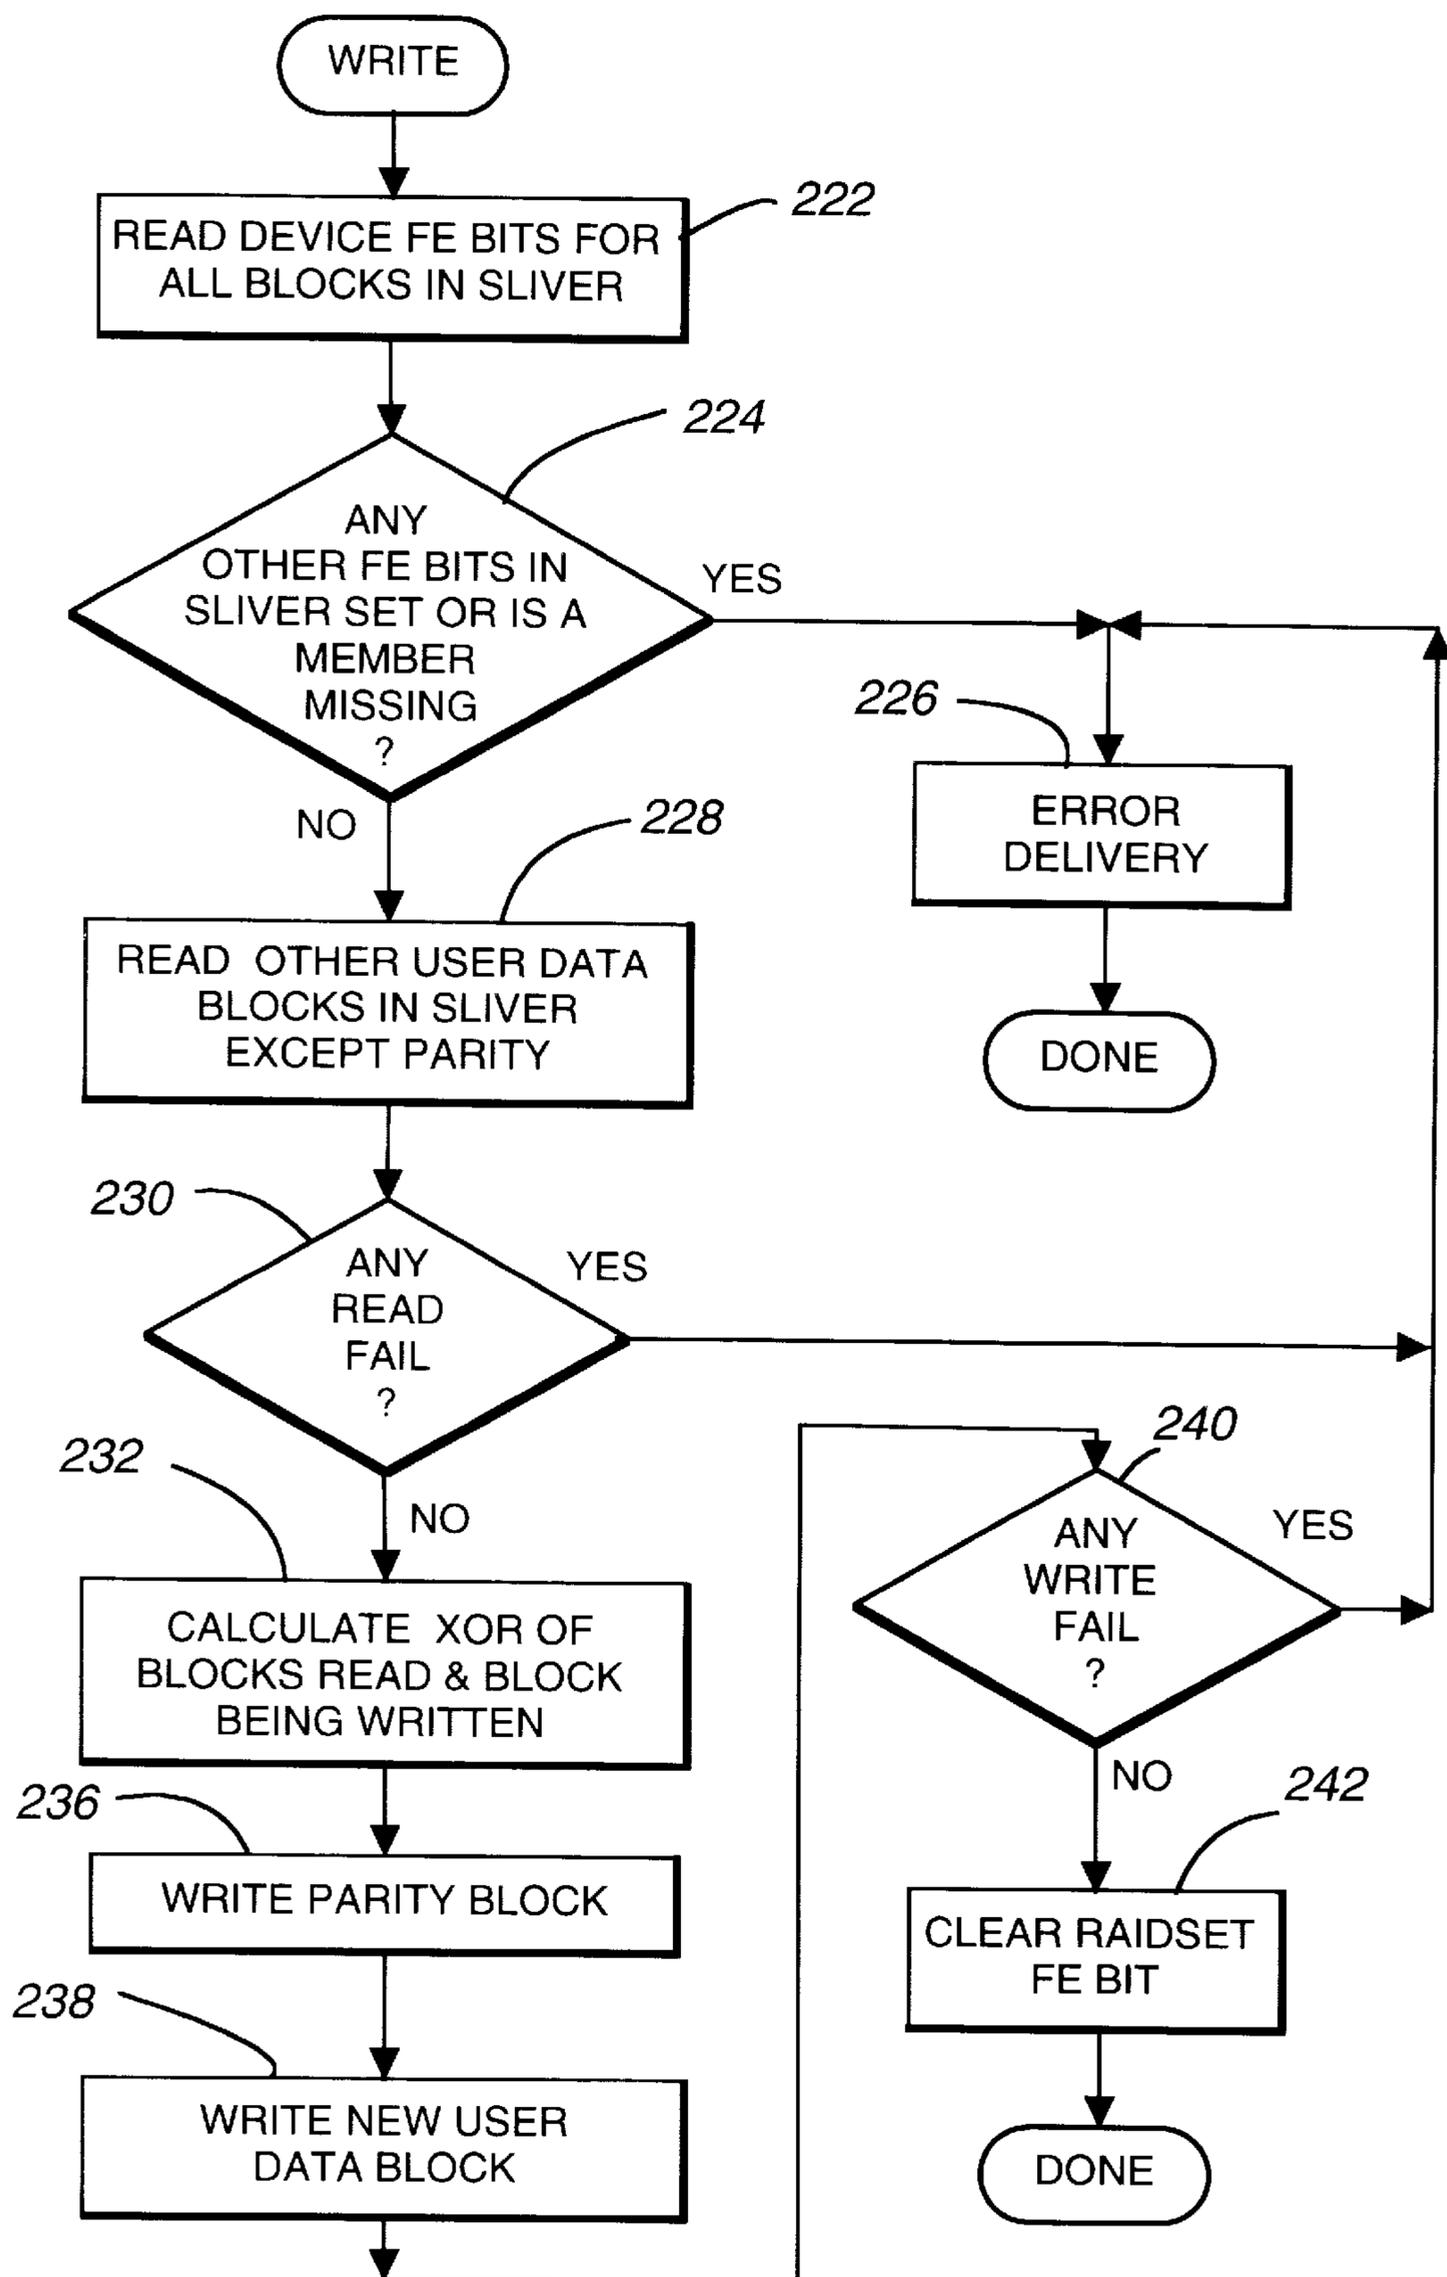 WRITE
222
READ DEVICE FE BITS FOR
ALL BLOCKS IN SLIVER
224
ANY
OTHER FE BITS IN
SLIVER SET OR IS A
MEMBER
MISSING
?
YES
NO
226
ERROR
DELIVERY
DONE
228
READ OTHER USER DATA
BLOCKS IN SLIVER
EXCEPT PARITY
230
ANY
READ
FAIL
?
YES
NO
232
CALCULATE XOR OF
BLOCKS READ & BLOCK
BEING WRITTEN
236
WRITE PARITY BLOCK
238
WRITE NEW USER
DATA BLOCK
240
ANY
WRITE
FAIL
?
YES
NO
242
CLEAR RAIDSET
FE BIT
DONE